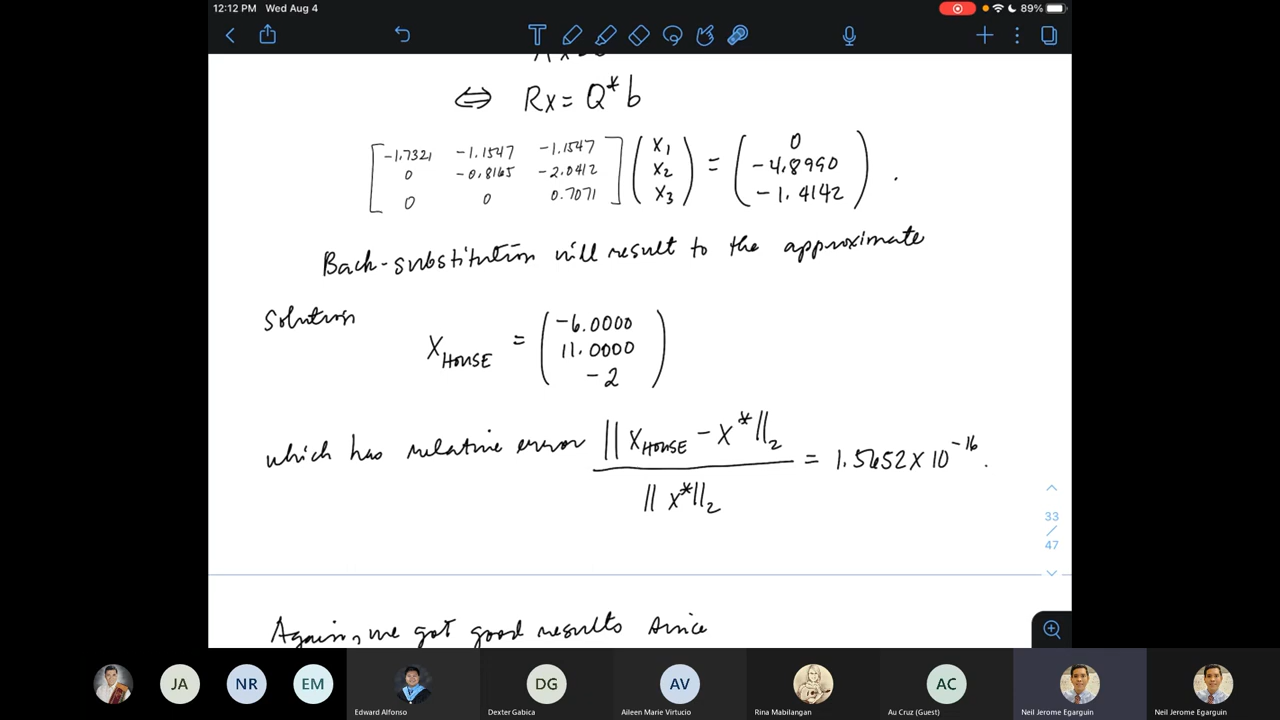 12:12 PM Wed Aug 4
89%
⟺ Rx = Q* b
[ -1.7321 -1.1547 -1.1547 ] ( x1 ) = ( 0 )
[ 0 -0.8165 -2.0412 ] ( x2 ) ( -4.8990 )
[ 0 0 0.7071 ] ( x3 ) ( -1.4142 ) .
Back-substitution will result to the approximate
solution
X HOUSE = ( -6.0000
11.0000
-2 )
which has relative error || X HOUSE - X* ||2 / || X* ||2 = 1.5652 X 10^-16 .
33
/
47
Again, we got good results since
JA
NR
EM
Edward Alfonso
DG
Dexter Gabica
AV
Aileen Marie Virtucio
Rina Mabilangan
AC
Au Cruz (Guest)
Neil Jerome Egarguin
Neil Jerome Egarguin